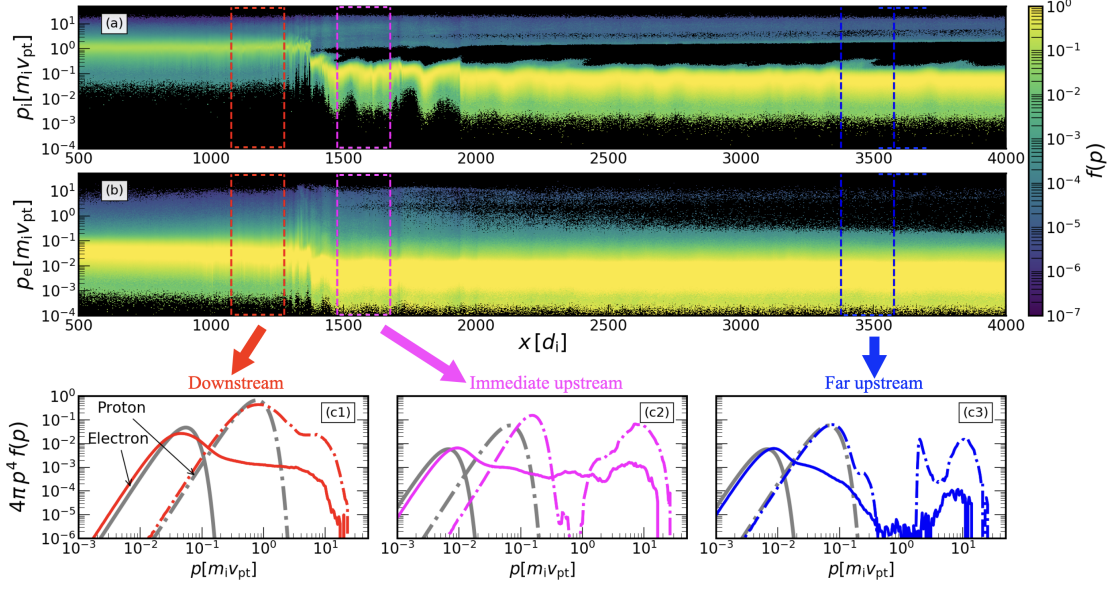 (a)
p_i[m_i v_pt]
10^1
10^0
10^-1
10^-2
10^-3
500 1000 1500 2000 2500 3000 3500 4000
(b)
p_e[m_i v_pt]
10^1
10^0
10^-1
10^-2
10^-3
10^-4
500 1000 1500 2000 2500 3000 3500 4000
x [d_i]
10^0
10^-1
10^-2
10^-3
10^-4
10^-5
10^-6
10^-7
f(p)
Downstream
Immediate upstream
Far upstream
4π p^4 f(p)
10^0
10^-1
10^-2
10^-3
10^-4
10^-5
10^-6
Proton
Electron
(c1)
(c2)
(c3)
10^-3 10^-2 10^-1 10^0 10^1
10^-3 10^-2 10^-1 10^0 10^1
10^-3 10^-2 10^-1 10^0 10^1
p[m_i v_pt]
p[m_i v_pt]
p[m_i v_pt]